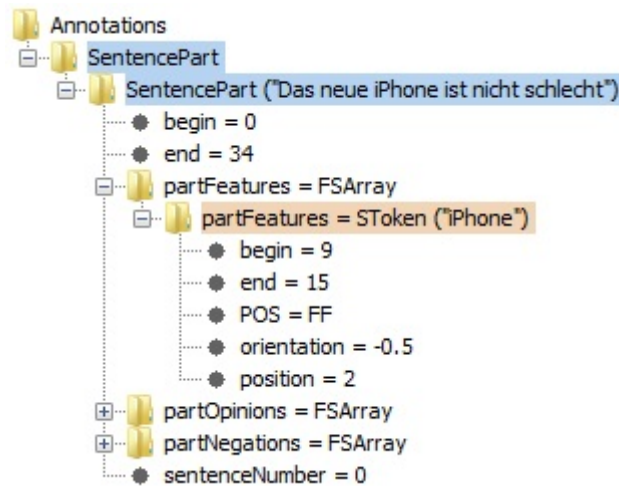 Annotations
SentencePart
SentencePart ("Das neue iPhone ist nicht schlecht")
begin = 0
end = 34
partFeatures = FSArray
partFeatures = SToken ("iPhone")
begin = 9
end = 15
POS = FF
orientation = -0.5
position = 2
partOpinions = FSArray
partNegations = FSArray
sentenceNumber = 0